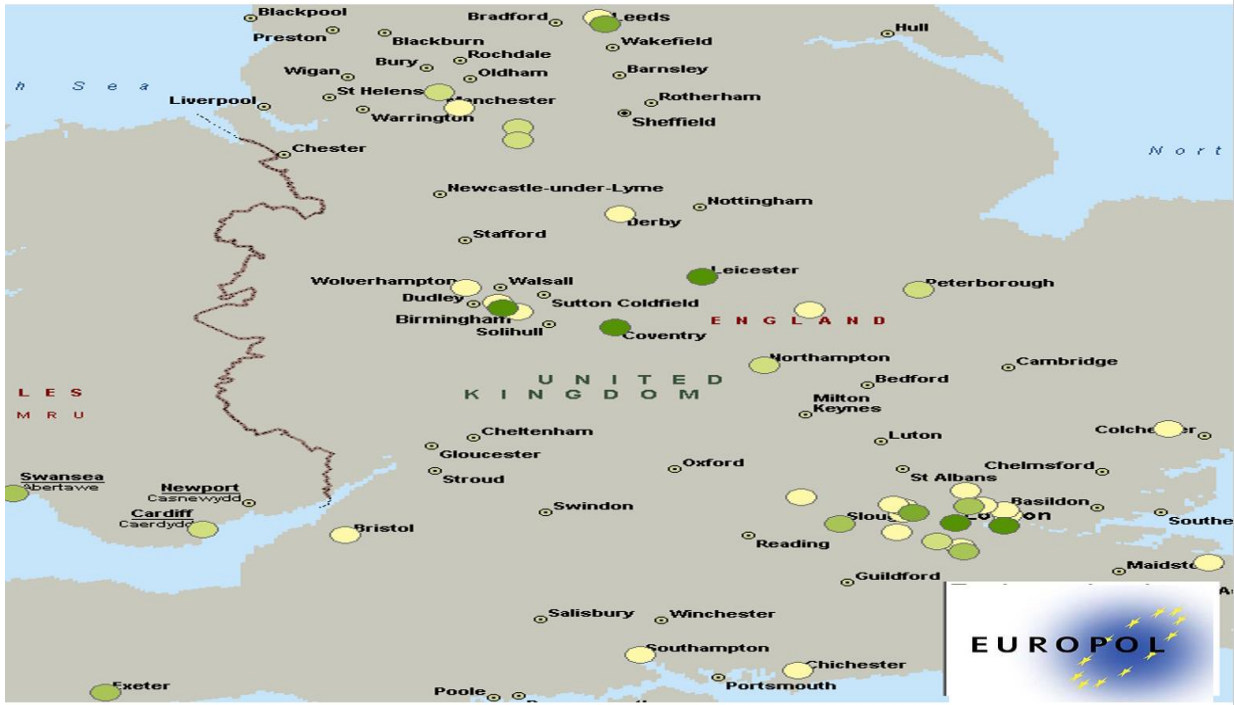 Blackpool
Bradford
Leeds
Hull
Preston
Blackburn
Wakefield
Rochdale
Bury
Wigan
Oldham
Barnsley
h Sea
St Helens
Manchester
Rotherham
Liverpool
Warrington
Sheffield
Chester
Nort
Newcastle-under-Lyme
Nottingham
Derby
Stafford
Leicester
Wolverhampton
Walsall
Peterborough
Dudley
Sutton Coldfield
Birmingham
ENGLAND
Solihull
Coventry
Northampton
Cambridge
UNITED
KINGDOM
Bedford
LES
MRU
Milton
Keynes
Cheltenham
Colchester
Luton
Gloucester
Oxford
Chelmsford
Stroud
Swansea
Abertawe
St Albans
Newport
Casnewydd
Basildon
Swindon
Cardiff
Caerdydd
Slough
London
Southe
Bristol
Reading
Maidstone
Guildford
A
Salisbury
Winchester
EUROPOL
Southampton
Chichester
Exeter
Poole
Portsmouth